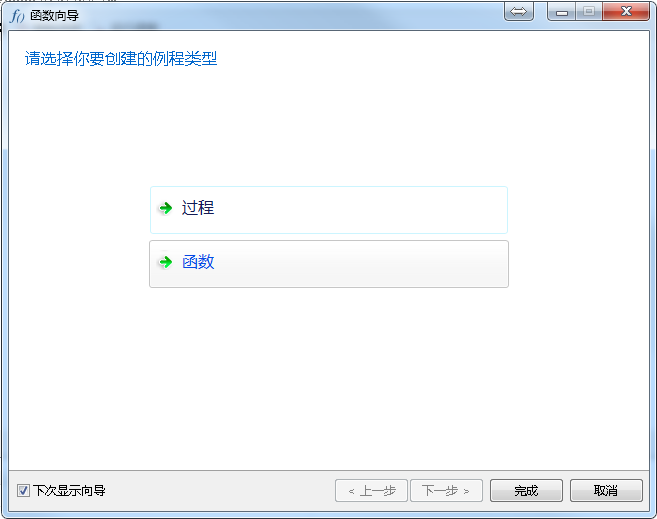 函数向导
请选择你要创建的例程类型
过程
函数
下次显示向导
< 上一步
下一步 >
完成
取消